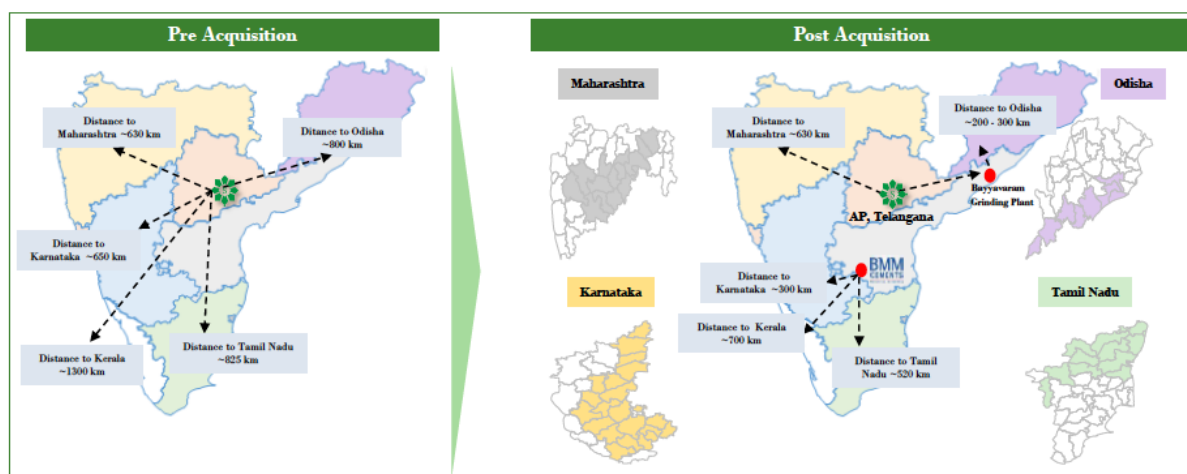 Pre Acquisition
Distance to
Maharashtra ~630 km
Ditance to Odisha
~800 km
S
Distance to
Karnataka ~650 km
Distance to Kerala
~1300 km
Distance to Tamil Nadu
~825 km
Post Acquisition
Maharashtra
Odisha
Distance to Odisha
~200 - 300 km
Distance to
Maharashtra ~630 km
S
AP, Telangana
Bayyavaram
Grinding Plant
BMM
CEMENTS
Distance to
Karnataka ~300 km
Karnataka
Tamil Nadu
Distance to Kerala
~700 km
Distance to Tamil
Nadu ~520 km